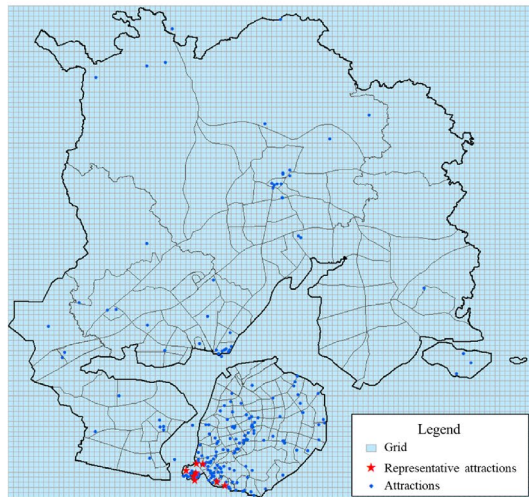 Legend
Grid
Representative attractions
Attractions